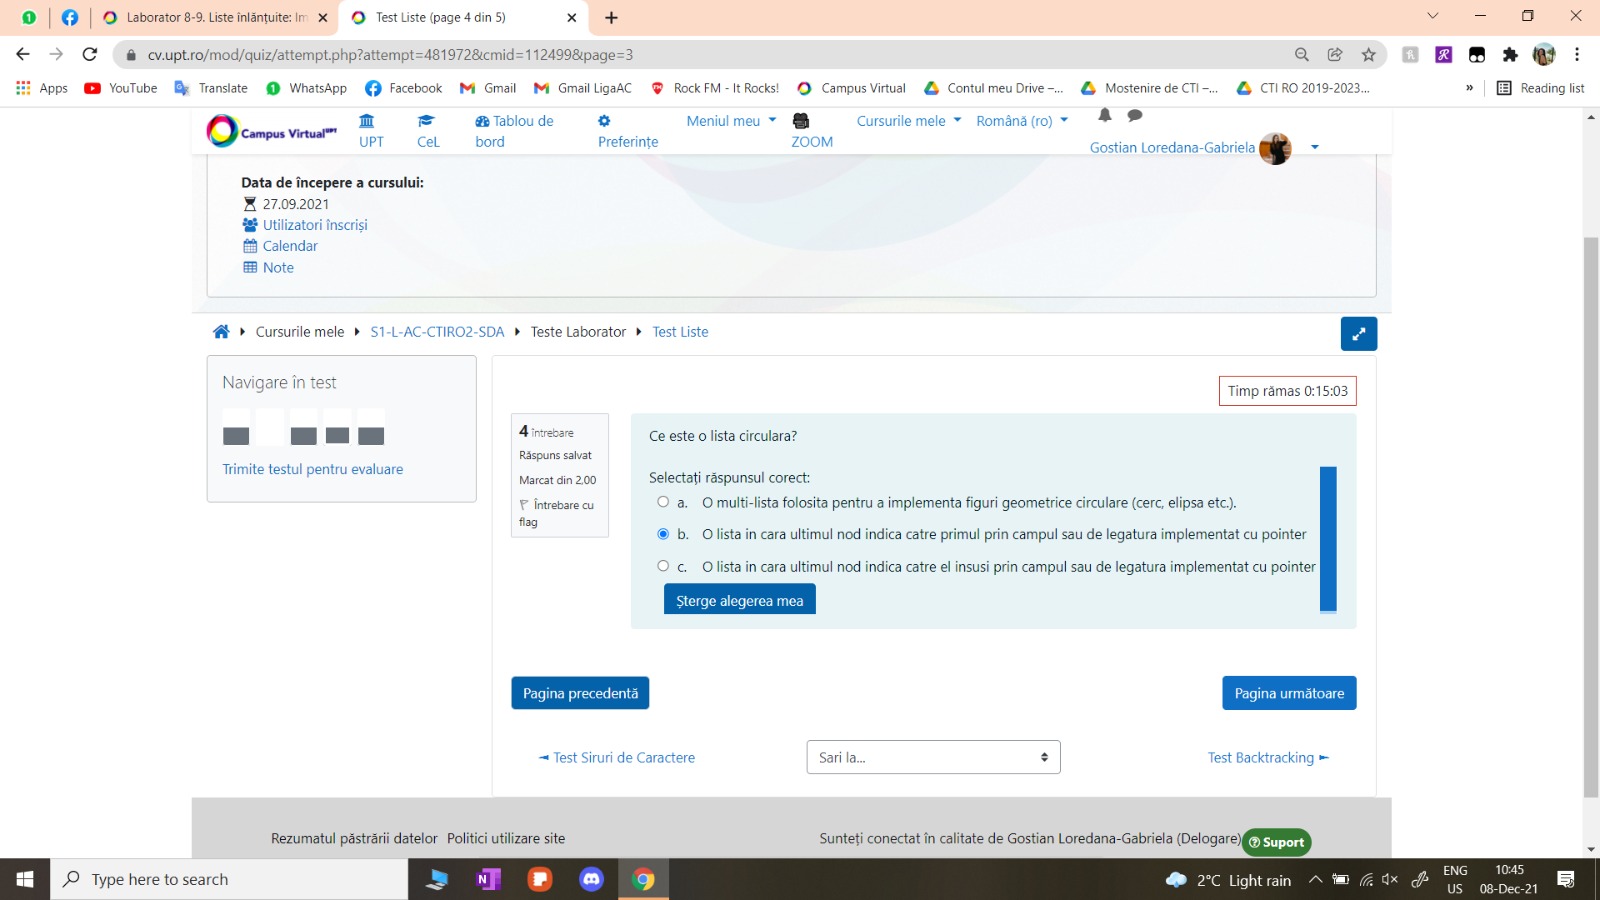 Laborator 8-9. Liste înlănțuite: Im
Test Liste (page 4 din 5)
cv.upt.ro/mod/quiz/attempt.php?attempt=481972&cmid=112499&page=3
Apps YouTube Translate WhatsApp Facebook Gmail Gmail LigaAC Rock FM - It Rocks! Campus Virtual Contul meu Drive –... Mostenire de CTI –... CTI RO 2019-2023... » Reading list
Campus Virtual UPT
UPT
CeL
Tablou de
bord
Preferințe
Meniul meu
ZOOM
Cursurile mele
Română (ro)
Gostian Loredana-Gabriela
Data de începere a cursului:
27.09.2021
Utilizatori înscriși
Calendar
Note
Cursurile mele S1-L-AC-CTIRO2-SDA Teste Laborator Test Liste
Navigare în test
Trimite testul pentru evaluare
Timp rămas 0:15:03
4 întrebare
Răspuns salvat
Marcat din 2,00
Întrebare cu
flag
Ce este o lista circulara?
Selectați răspunsul corect:
a. O multi-lista folosita pentru a implementa figuri geometrice circulare (cerc, elipsa etc.).
b. O lista in cara ultimul nod indica catre primul prin campul sau de legatura implementat cu pointer
c. O lista in cara ultimul nod indica catre el insusi prin campul sau de legatura implementat cu pointer
Șterge alegerea mea
Pagina precedentă
Pagina următoare
◄ Test Siruri de Caractere
Sari la...
Test Backtracking ►
Rezumatul păstrării datelor Politici utilizare site
Sunteți conectat în calitate de Gostian Loredana-Gabriela (Delogare)
Suport
Type here to search
2°C Light rain
ENG
US
10:45
08-Dec-21